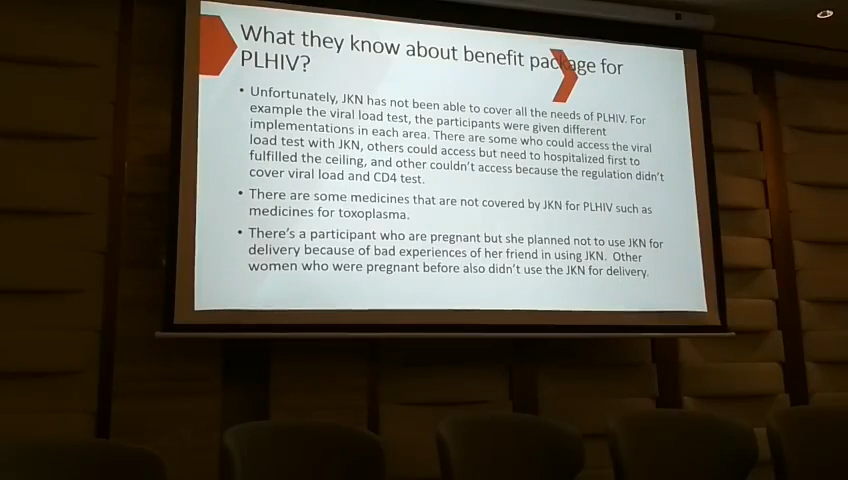 What they know about benefit package for
PLHIV?
• Unfortunately, JKN has not been able to cover all the needs of PLHIV. For
example the viral load test, the participants were given different
implementations in each area. There are some who could access the viral
load test with JKN, others could access but need to hospitalized first to
fulfilled the ceiling, and other couldn't access because the regulation didn't
cover viral load and CD4 test.
• There are some medicines that are not covered by JKN for PLHIV such as
medicines for toxoplasma.
• There's a participant who are pregnant but she planned not to use JKN for
delivery because of bad experiences of her friend in using JKN. Other
women who were pregnant before also didn't use the JKN for delivery.